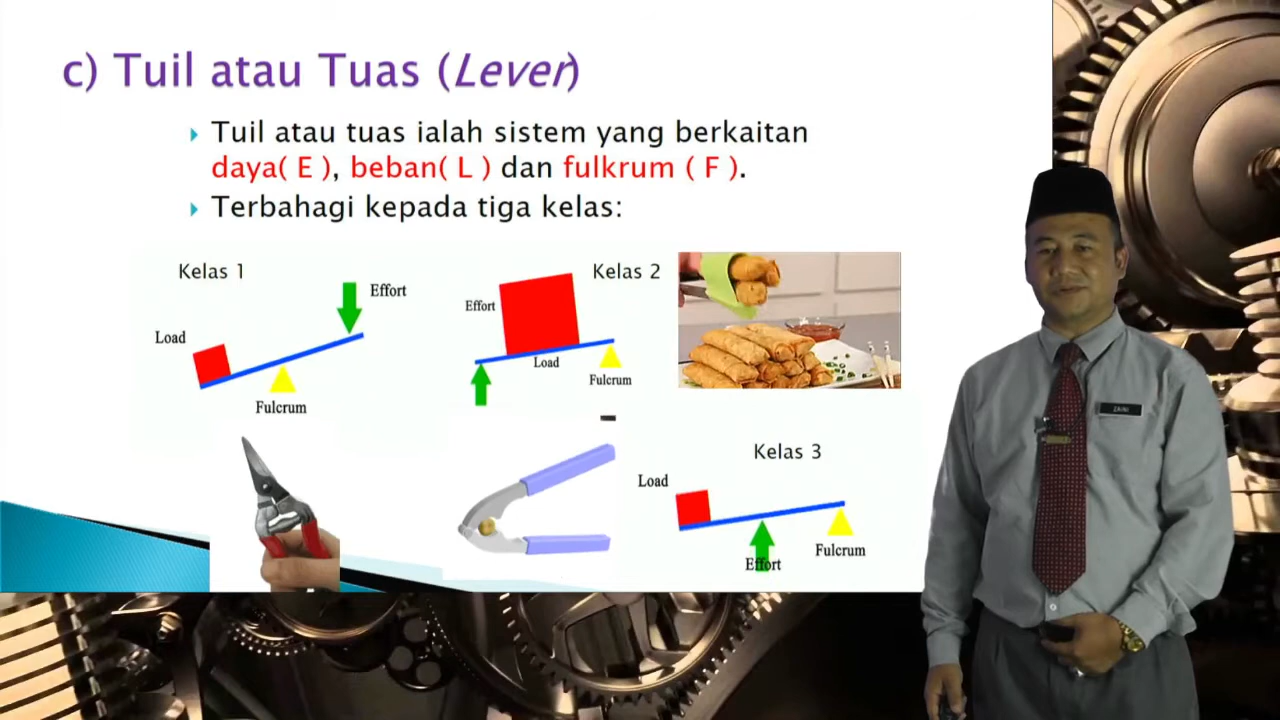 c) Tuil atau Tuas (Lever)
Tuil atau tuas ialah sistem yang berkaitan
daya( E ), beban( L ) dan fulkrum ( F ).
Terbahagi kepada tiga kelas:
Kelas 1
Effort
Load
Fulcrum
Kelas 2
Effort
Load
Fulcrum
Kelas 3
Load
Effort
Fulcrum
ZAINI